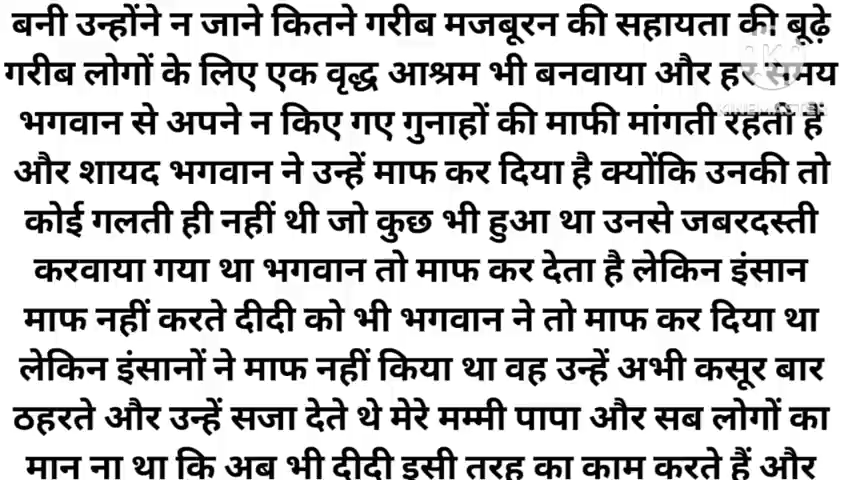 बनी उन्होंने न जाने कितने गरीब मजबूरन की सहायता की बूढ़े
गरीब लोगों के लिए एक वृद्ध आश्रम भी बनवाया और हर समय
KINEMASTER
भगवान से अपने न किए गए गुनाहों की माफी मांगती रहती हैं
और शायद भगवान ने उन्हें माफ कर दिया है क्योंकि उनकी तो
कोई गलती ही नहीं थी जो कुछ भी हुआ था उनसे जबरदस्ती
करवाया गया था भगवान तो माफ कर देता है लेकिन इंसान
माफ नहीं करते दीदी को भी भगवान ने तो माफ कर दिया था
लेकिन इंसानों ने माफ नहीं किया था वह उन्हें अभी कसूर बार
ठहरते और उन्हें सजा देते थे मेरे मम्मी पापा और सब लोगों का
मान ना था कि अब भी दीदी इसी तरह का काम करते हैं और